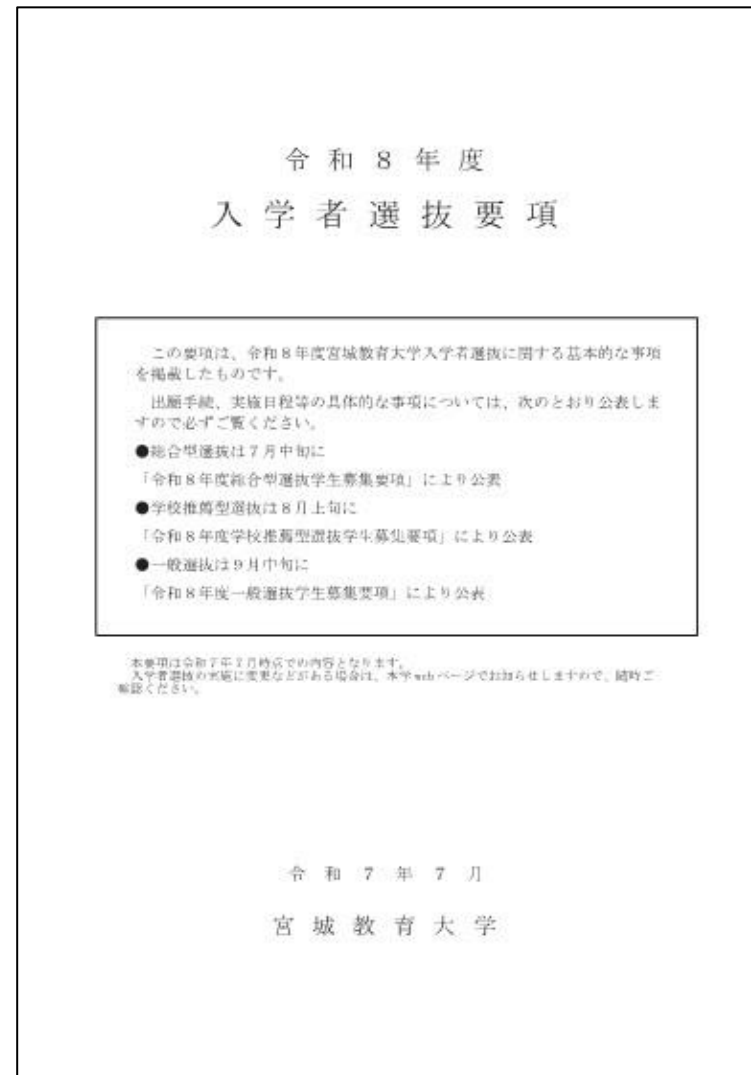 令和8年度
入学者選抜要項
この要項は、令和8年度宮城教育大学入学者選抜に関する基本的な事項
を掲載したものです。
出願手続、実施日程等の具体的な事項については、次のとおり公表しま
すので必ずご覧ください。
●総合型選抜は7月中旬に
「令和8年度総合型選抜学生募集要項」により公表
●学校推薦型選抜は8月上旬に
「令和8年度学校推薦型選抜学生募集要項」により公表
●一般選抜は9月中旬に
「令和8年度一般選抜学生募集要項」により公表
本要項は令和7年7月時点での内容となります。
入学者選抜の実施に変更などがある場合は、本学webページでお知らせしますので、随時ご
確認ください。
令和7年7月
宮城教育大学